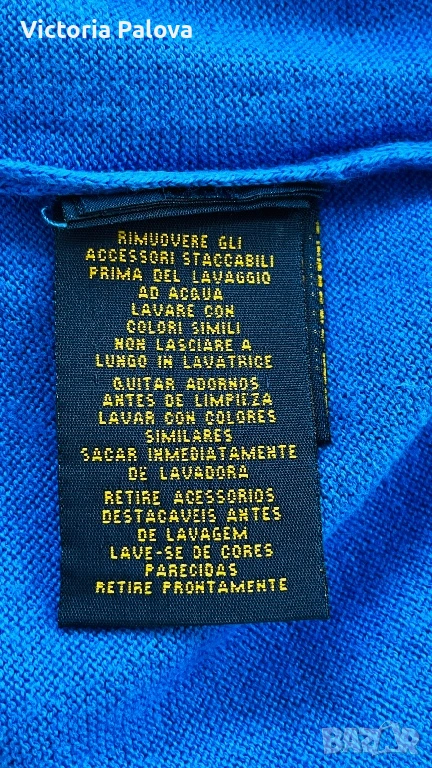 Victoria Palova
RIMUOVERE GLI
ACCESSORI STACCABILI
PRIMA DEL LAVAGGIO
AD ACQUA
LAVARE CON
COLORI SIMILI
NON LASCIARE A
LUNGO IN LAVATRICE
QUITAR ADORNOS
ANTES DE LIMPIEZA
LAVAR CON COLORES
SIMILARES
SACAR INMEDIATAMENTE
DE LAVADORA
RETIRE ACESSORIOS
DESTACAVEIS ANTES
DE LAVAGEM
LAVE-SE DE CORES
PARECIDAS
RETIRE PRONTAMENTE
BAZAR